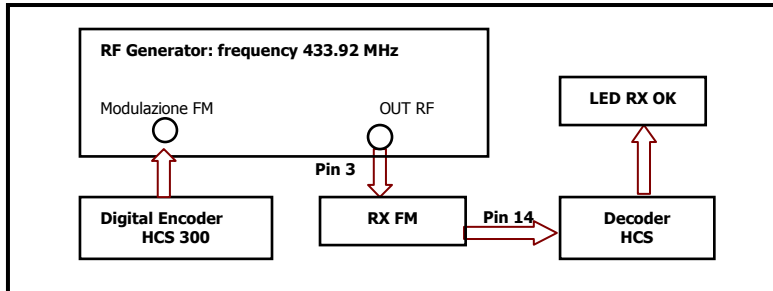 RF Generator: frequency 433.92 MHz
Modulazione FM
OUT RF
LED RX OK
Pin 3
Digital Encoder
HCS 300
RX FM
Pin 14
Decoder
HCS